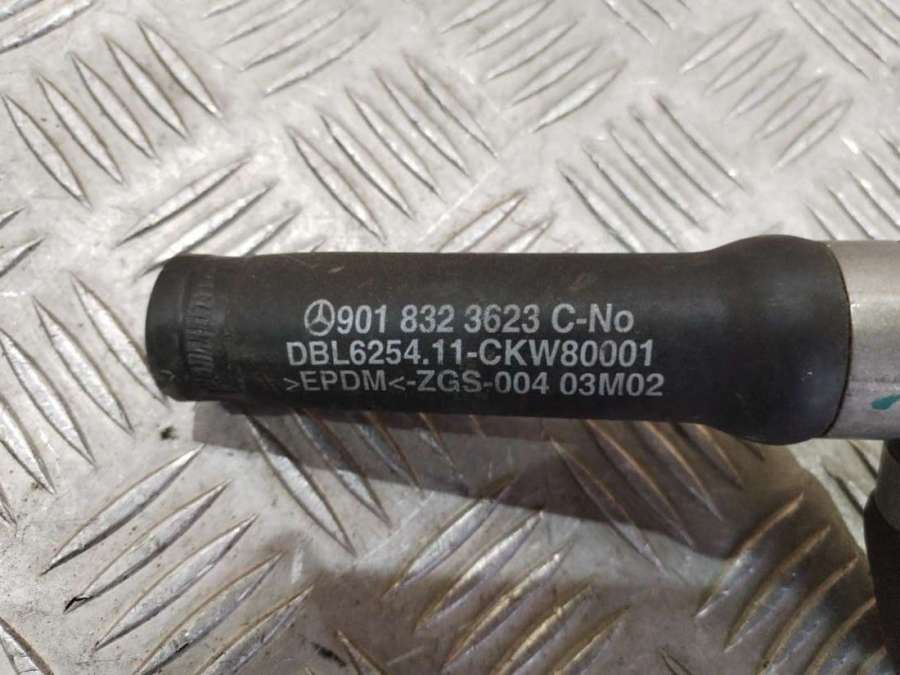 901 832 3623 C-No
DBL6254.11-CKW80001
>EPDM<-ZGS-004 03M02